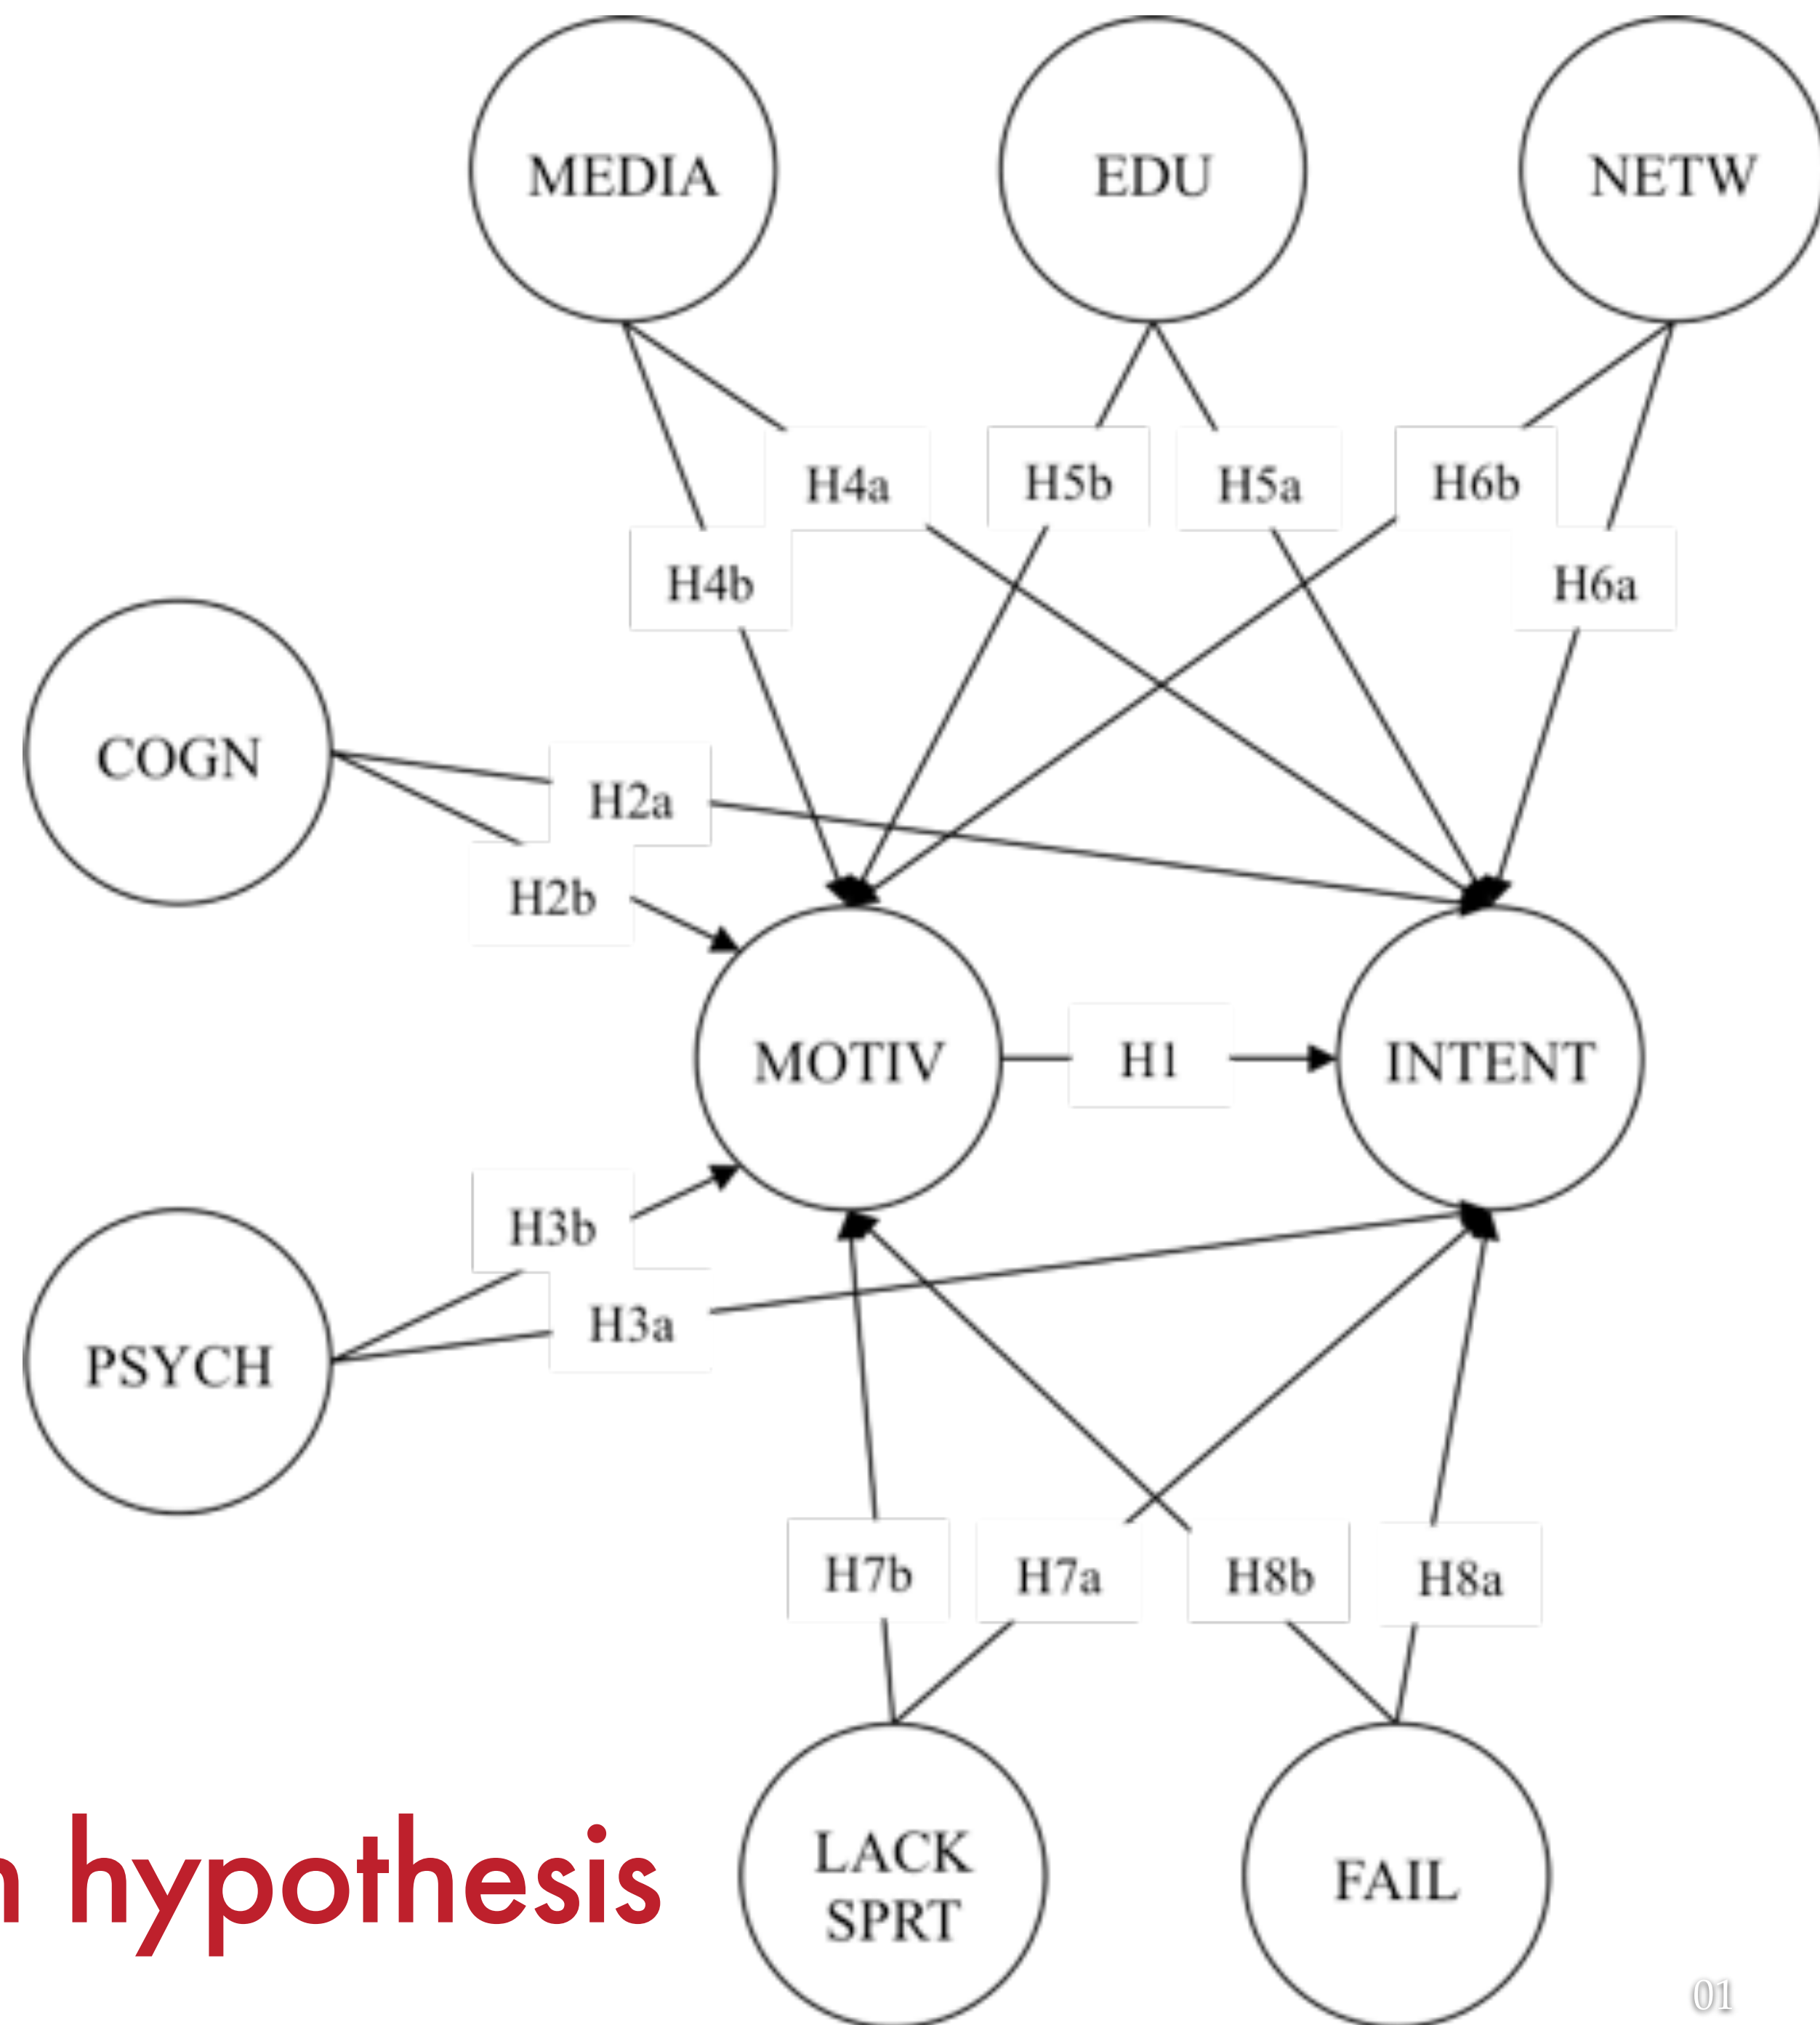 MEDIA
EDU
NETW
H4a
H5b
H5a
H6b
H4b
H6a
COGN
H2a
H2b
MOTIV
H1
INTENT
H3b
H3a
PSYCH
H7b
H7a
H8b
H8a
LACK
SPRT
FAIL
hypothesis
01